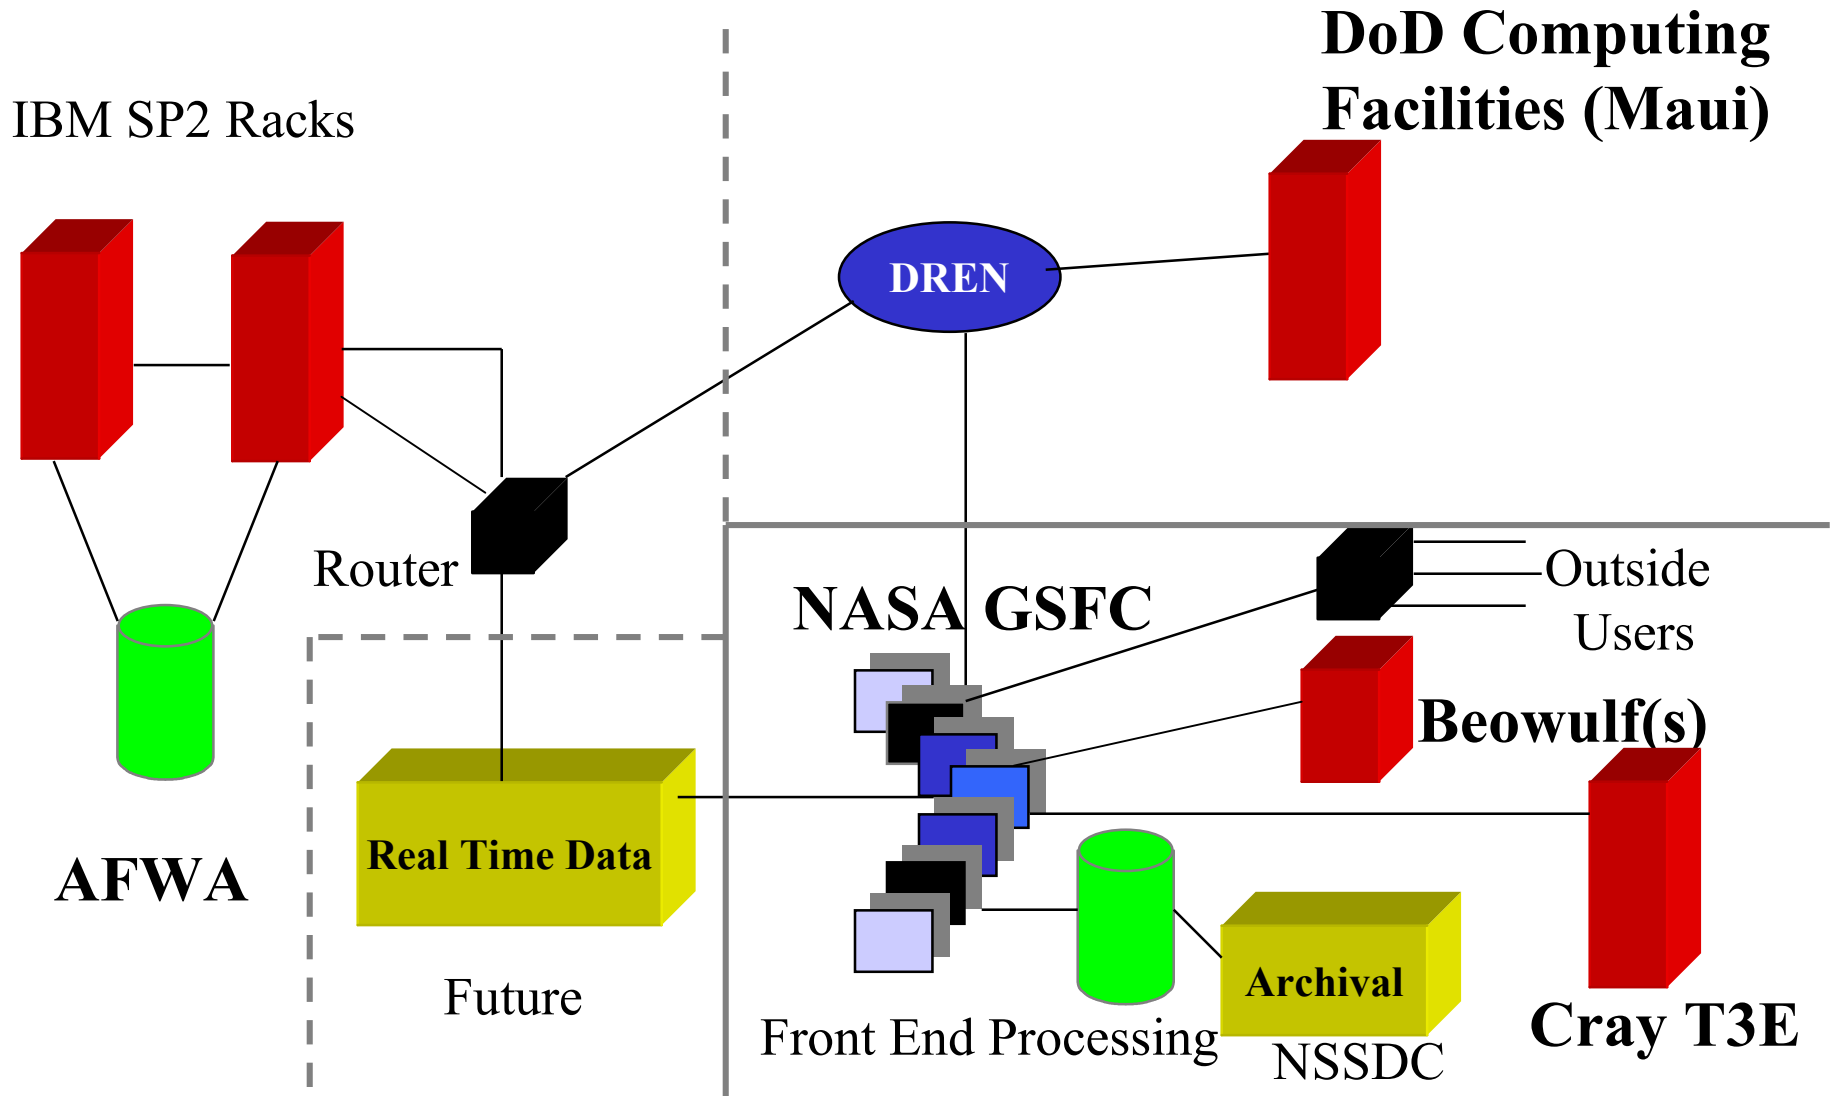 DoD Computing
Facilities (Maui)
IBM SP2 Racks
DREN
Router
Outside
Users
NASA GSFC
Beowulf(s)
Real Time Data
AFWA
Future
Archival
Front End Processing
Cray T3E
NSSDC